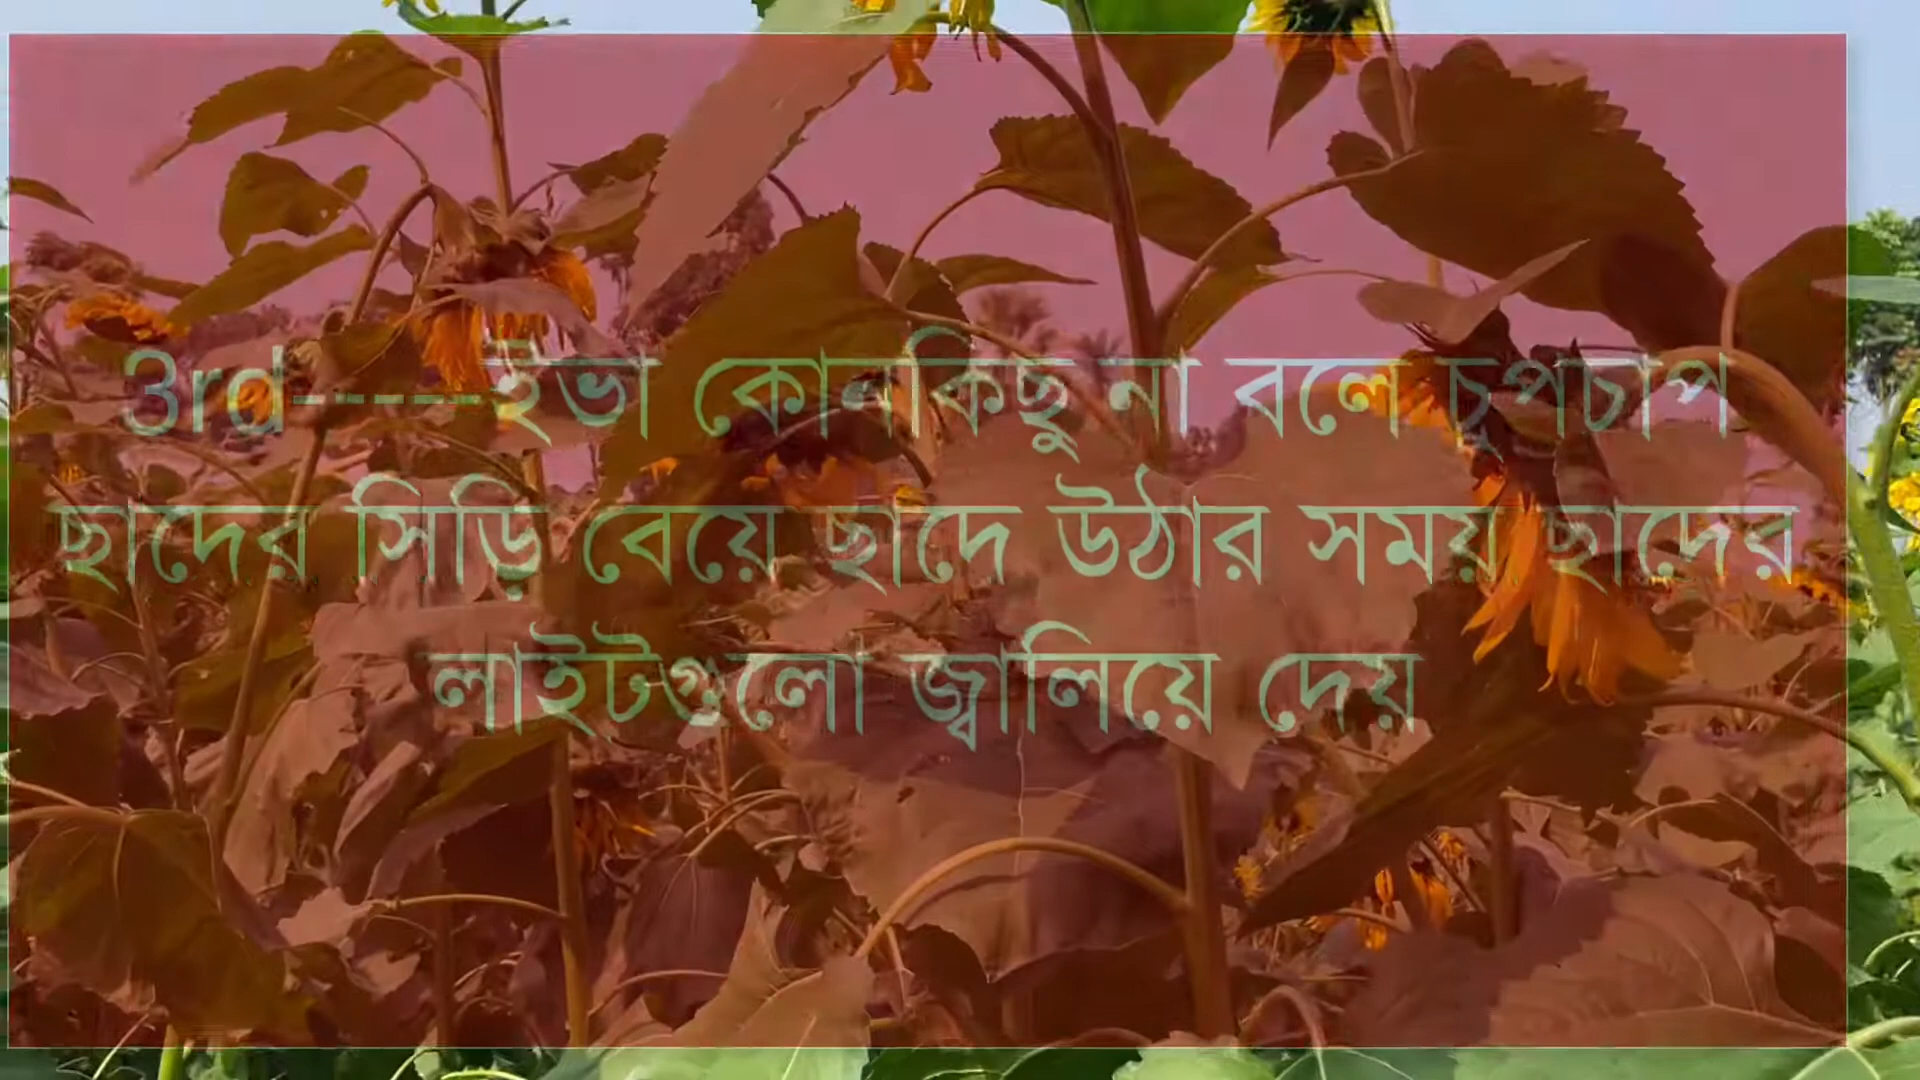 3rd-----ইভা কোনকিছু না বলে চুপচাপ
ছাদের সিড়ি বেয়ে ছাদে উঠার সময় ছাদের
লাইটগুলো জ্বালিয়ে দেয়